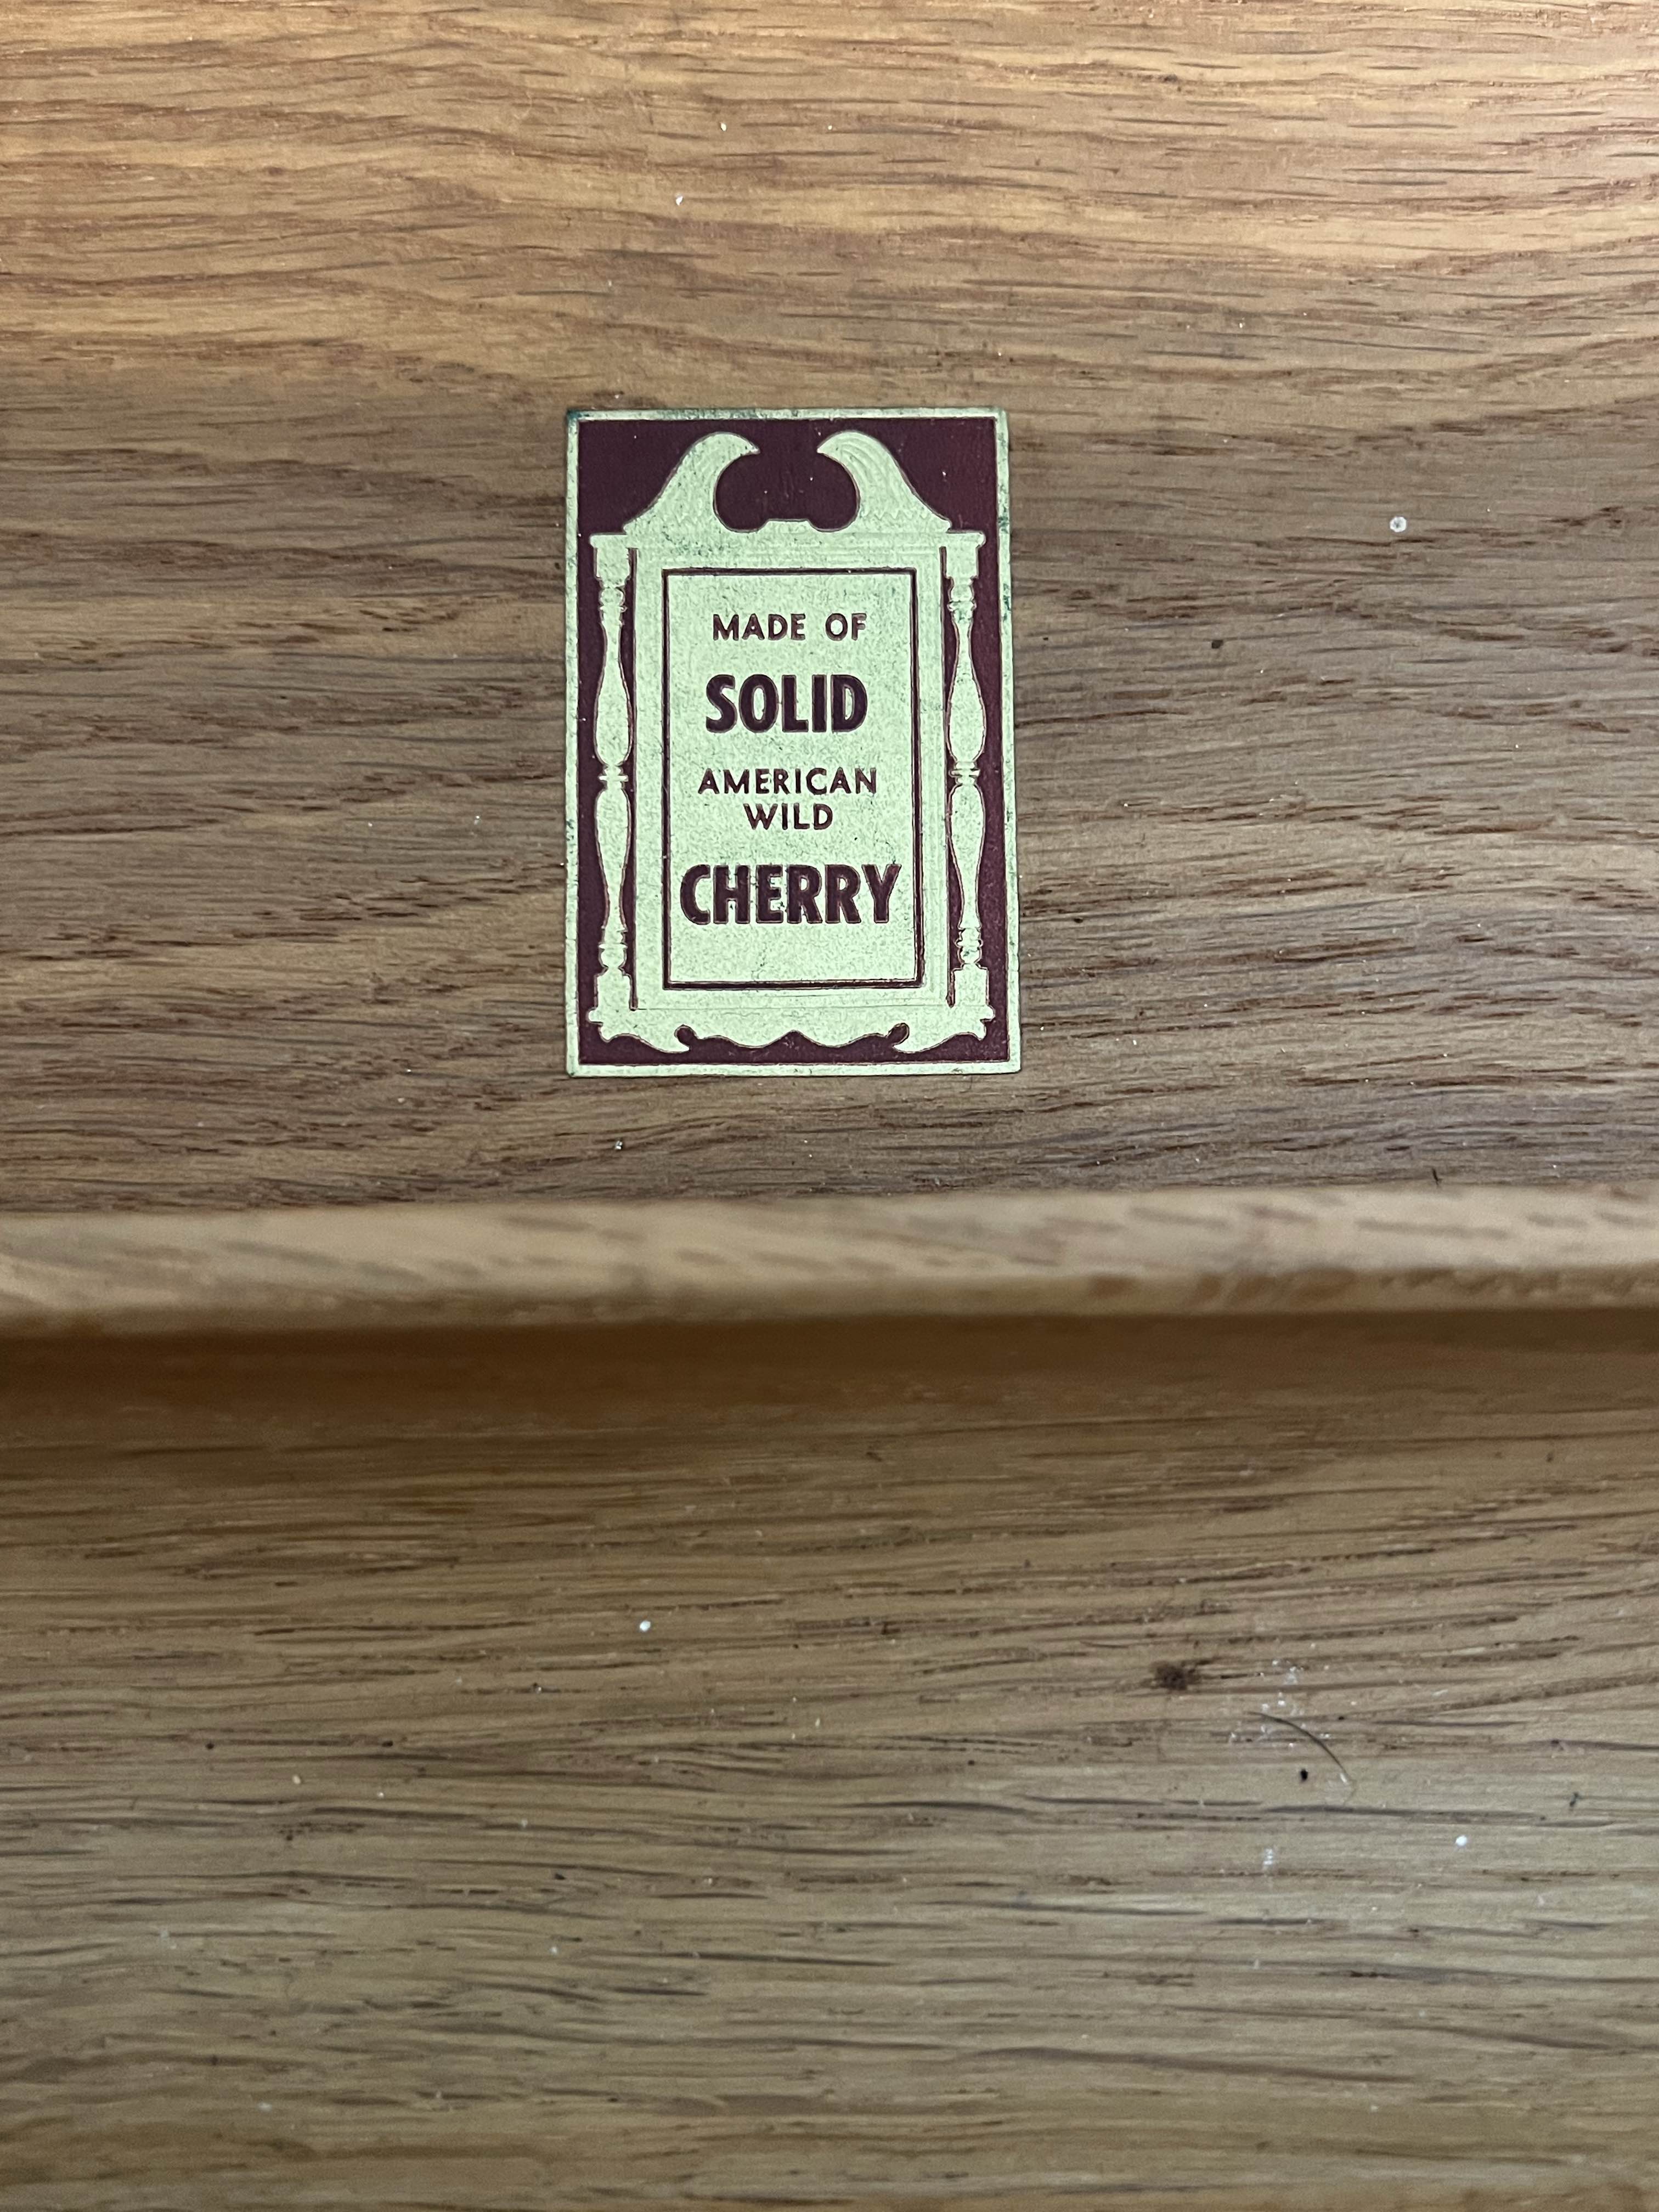 MADE OF
SOLID
AMERICAN
WILD
CHERRY